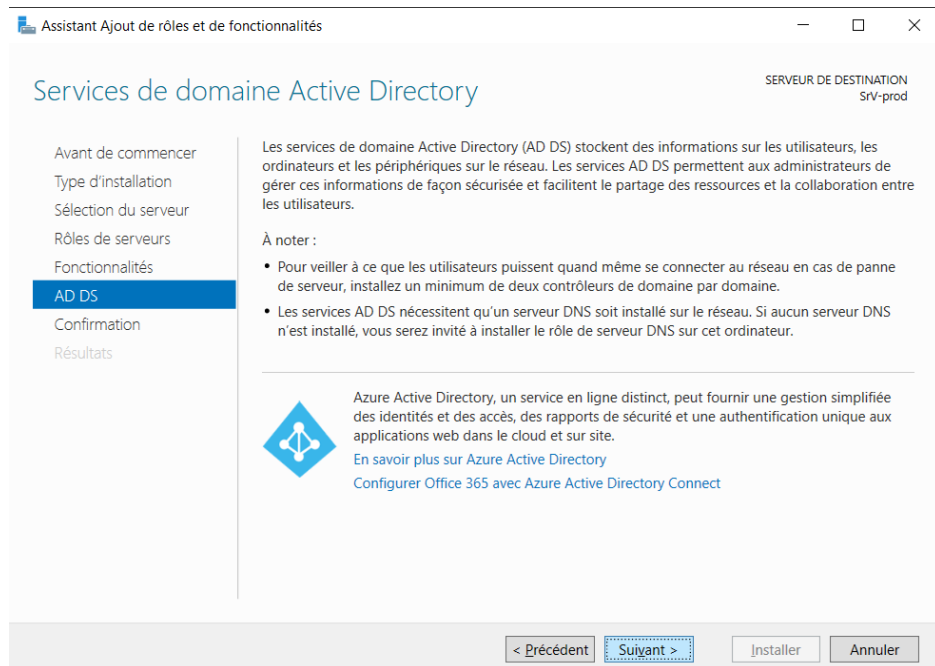 Assistant Ajout de rôles et de fonctionnalités
Services de domaine Active Directory
SERVEUR DE DESTINATION
SrV-prod
Avant de commencer
Type d'installation
Sélection du serveur
Rôles de serveurs
Fonctionnalités
AD DS
Confirmation
Résultats
Les services de domaine Active Directory (AD DS) stockent des informations sur les utilisateurs, les
ordinateurs et les périphériques sur le réseau. Les services AD DS permettent aux administrateurs de
gérer ces informations de façon sécurisée et facilitent le partage des ressources et la collaboration entre
les utilisateurs.
À noter :
• Pour veiller à ce que les utilisateurs puissent quand même se connecter au réseau en cas de panne
de serveur, installez un minimum de deux contrôleurs de domaine par domaine.
• Les services AD DS nécessitent qu'un serveur DNS soit installé sur le réseau. Si aucun serveur DNS
n'est installé, vous serez invité à installer le rôle de serveur DNS sur cet ordinateur.
Azure Active Directory, un service en ligne distinct, peut fournir une gestion simplifiée
des identités et des accès, des rapports de sécurité et une authentification unique aux
applications web dans le cloud et sur site.
En savoir plus sur Azure Active Directory
Configurer Office 365 avec Azure Active Directory Connect
< Précédent
Suivant >
Installer
Annuler